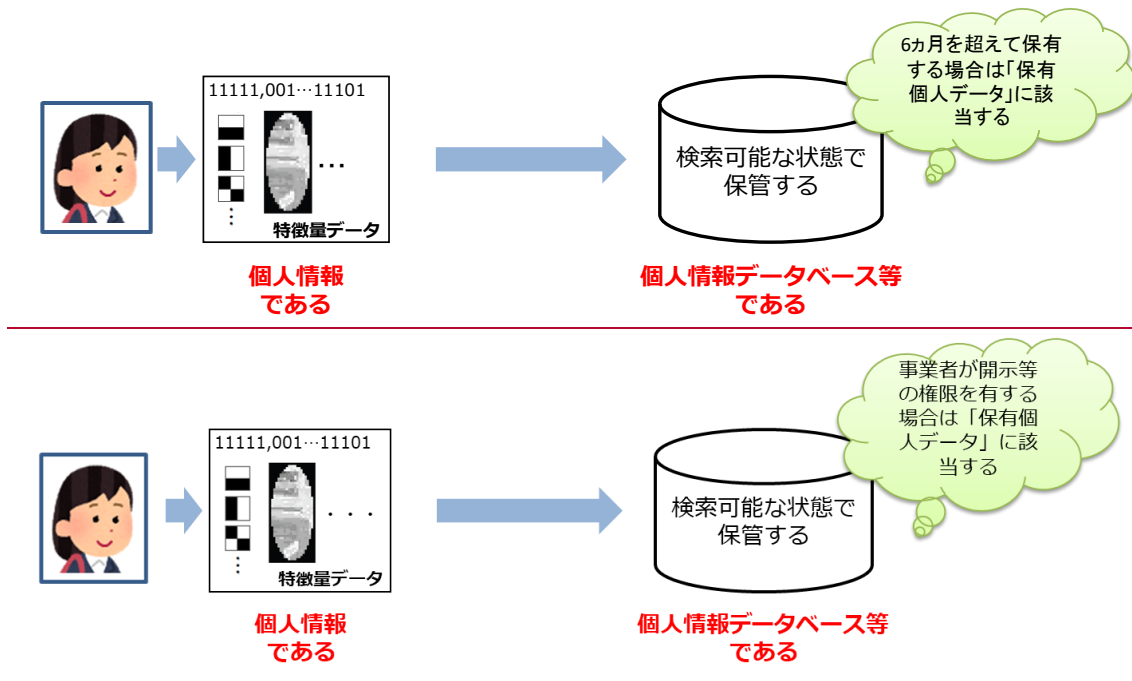 6ヵ月を超えて保有
する場合は「保有
個人データ」に該
当する
11111,001…11101
…
⋮
特徴量データ
検索可能な状態で
保管する
個人情報
である
個人情報データベース等
である
事業者が開示等
の権限を有する
場合は「保有個
人データ」に該
当する
11111,001…11101
. . .
⋮
特徴量データ
検索可能な状態で
保管する
個人情報
である
個人情報データベース等
である